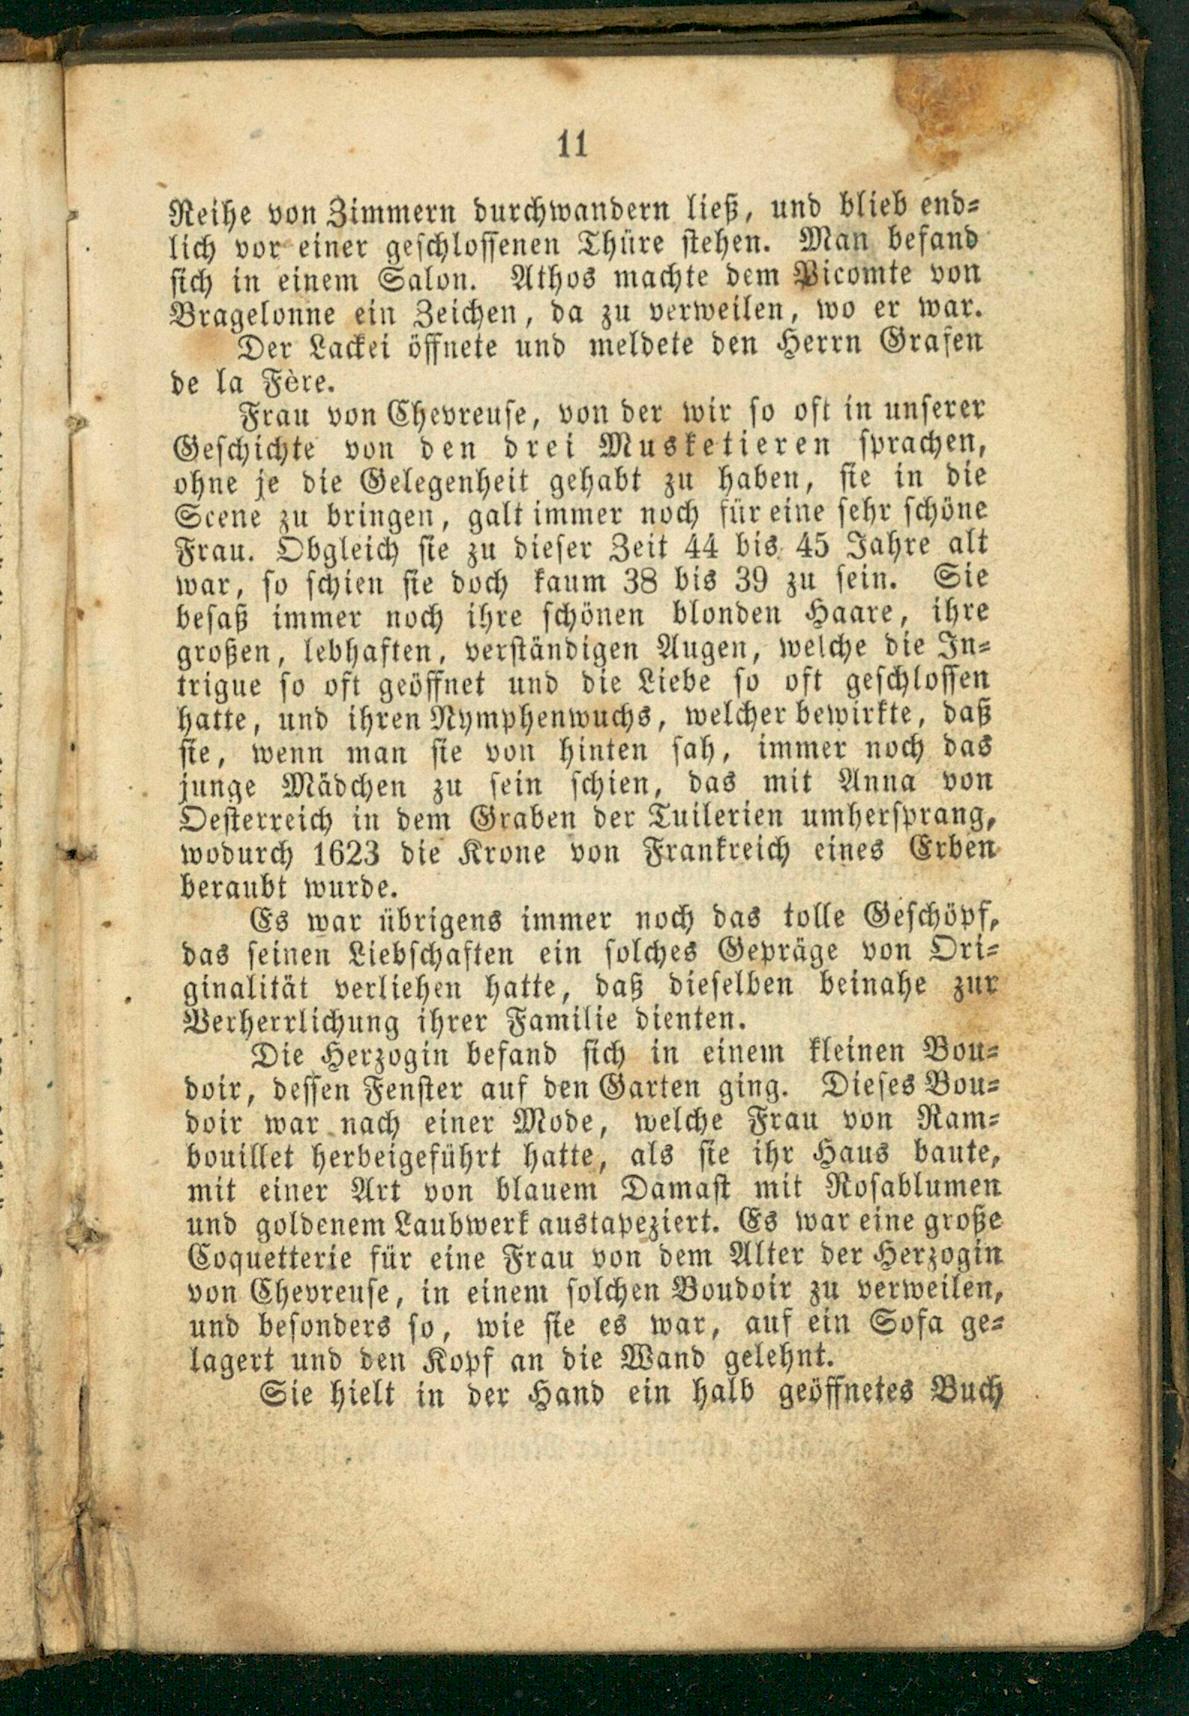 11
Reihe von Zimmern durchwandern ließ, und blieb end-
lich vor einer geschlossenen Thüre stehen. Man befand
sich in einem Salon. Athos machte dem Vicomte von
Bragelonne ein Zeichen, da zu verweilen, wo er war.
Der Lackei öffnete und meldete den Herrn Grafen
de la Fère.
Frau von Chevreuse, von der wir so oft in unserer
Geschichte von den drei Musketieren sprachen,
ohne je die Gelegenheit gehabt zu haben, sie in die
Scene zu bringen, galt immer noch für eine sehr schöne
Frau. Obgleich sie zu dieser Zeit 44 bis 45 Jahre alt
war, so schien sie doch kaum 38 bis 39 zu sein. Sie
besaß immer noch ihre schönen blonden Haare, ihre
großen, lebhaften, verständigen Augen, welche die In-
trigue so oft geöffnet und die Liebe so oft geschlossen
hatte, und ihren Nymphenwuchs, welcher bewirkte, daß
sie, wenn man sie von hinten sah, immer noch das
junge Mädchen zu sein schien, das mit Anna von
Oesterreich in dem Graben der Tuilerien umhersprang,
wodurch 1623 die Krone von Frankreich eines Erben
beraubt wurde.
Es war übrigens immer noch das tolle Geschöpf,
das seinen Liebschaften ein solches Gepräge von Ori-
ginalität verliehen hatte, daß dieselben beinahe zur
Verherrlichung ihrer Familie dienten.
Die Herzogin befand sich in einem kleinen Bou-
doir, dessen Fenster auf den Garten ging. Dieses Bou-
doir war nach einer Mode, welche Frau von Ram-
bouillet herbeigeführt hatte, als sie ihr Haus baute,
mit einer Art von blauem Damast mit Rosablumen
und goldenem Laubwerk austapeziert. Es war eine große
Coquetterie für eine Frau von dem Alter der Herzogin
von Chevreuse, in einem solchen Boudoir zu verweilen,
und besonders so, wie sie es war, auf ein Sofa ge-
lagert und den Kopf an die Wand gelehnt.
Sie hielt in der Hand ein halb geöffnetes Buch